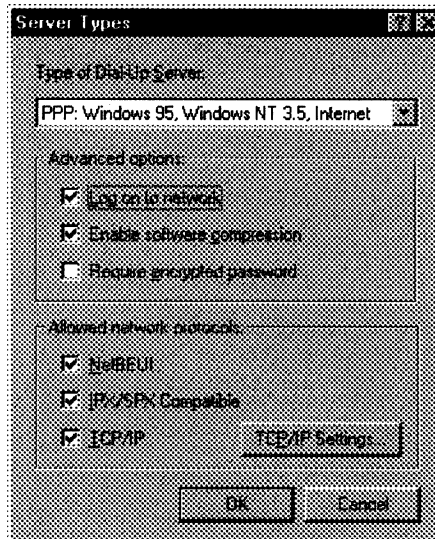 Server Types
Type of Dial-Up Server:
PPP: Windows 95, Windows NT 3.5, Internet
Advanced options:
Log on to network
Enable software compression
Require encrypted password
Allowed network protocols:
NetBEUI
IPX/SPX Compatible
TCP/IP
TCP/IP Settings...
OK
Cancel